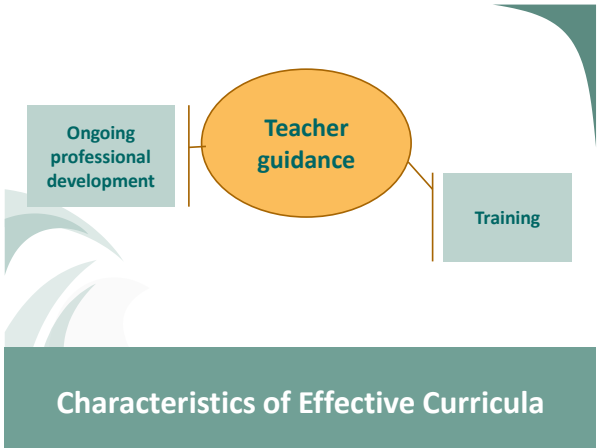 Teacher
guidance
Ongoing
professional
development
Training
Characteristics of Effective Curricula